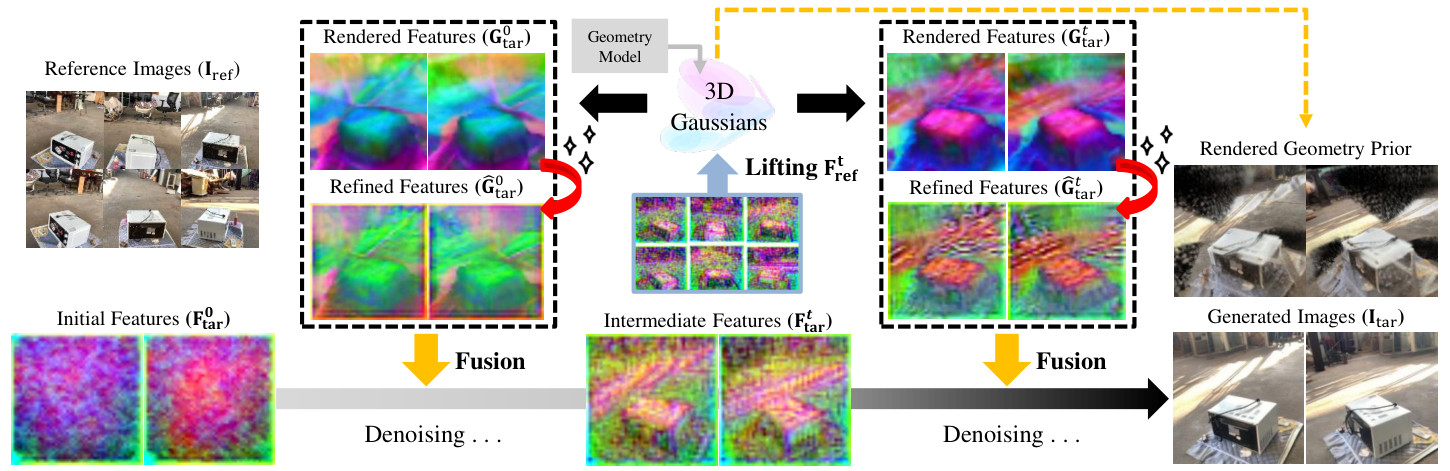 Reference Images (I_ref)
Rendered Features (G^0_tar)
Refined Features (Ĝ^0_tar)
Geometry
Model
3D
Gaussians
Lifting F^t_ref
Rendered Features (G^t_tar)
Refined Features (Ĝ^t_tar)
Rendered Geometry Prior
Initial Features (F^0_tar)
Fusion
Denoising . . .
Intermediate Features (F^t_tar)
Fusion
Denoising . . .
Generated Images (I_tar)